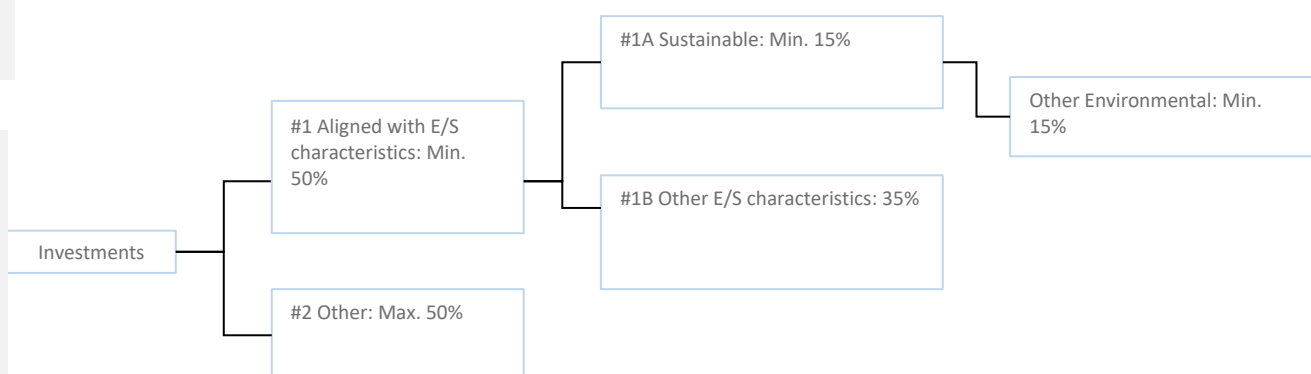 #1A Sustainable: Min. 15%
Other Environmental: Min.
15%
#1 Aligned with E/S
characteristics: Min.
50%
#1B Other E/S characteristics: 35%
Investments
#2 Other: Max. 50%